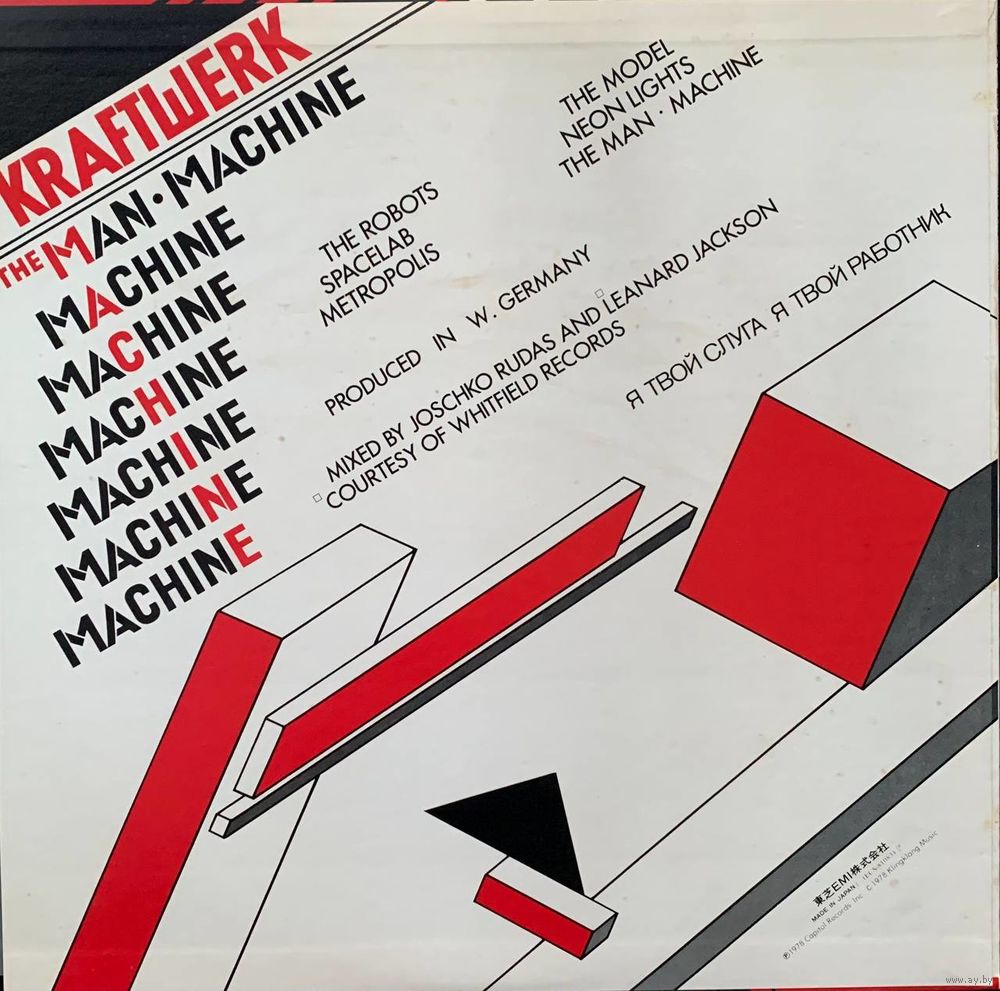 KRAFTWERK
THE MAN·MACHINE
MACHINE
MACHINE
MACHINE
MACHINE
MACHINE
MACHINE
THE ROBOTS
SPACELAB
METROPOLIS
THE MODEL
NEON LIGHTS
THE MAN · MACHINE
PRODUCED IN W. GERMANY
MIXED BY JOSCHKO RUDAS AND □LEANARD JACKSON
□COURTESY OF WHITFIELD RECORDS
Я ТВОЙ СЛУГА Я ТВОЙ РАБОТНИК
東芝EMI株式会社
MADE IN JAPAN
℗1978 Capitol Records, Inc. ©1978 Klingklang Music
www.ay.by